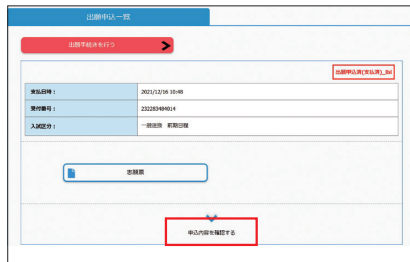 出願申込一覧
出願手続きを行う
出願申込済(支払済)_Jbl
支払日時： 2021/12/16 10:48
受付番号： 232283484014
入試区分： 一般選抜 前期日程
志願票
申込内容を確認する